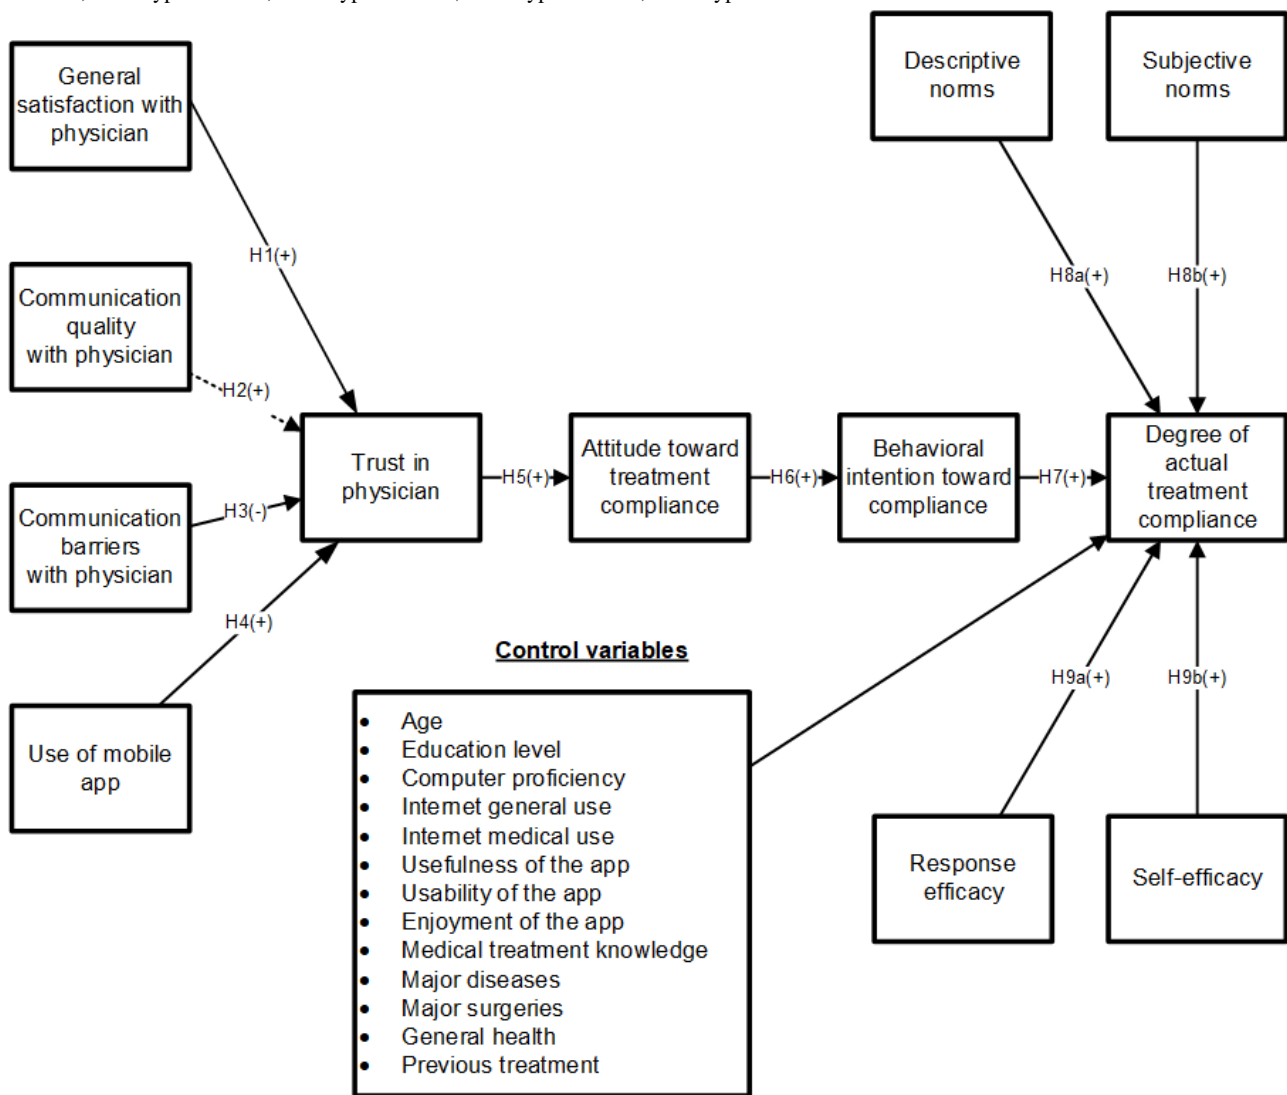 General
satisfaction with
physician
Descriptive
norms
Subjective
norms
H1(+)
H8a(+)
H8b(+)
Communication
quality
with physician
H2(+)
Trust in
physician
H5(+)
Attitude toward
treatment
compliance
H6(+)
Behavioral
intention toward
compliance
H7(+)
Degree of
actual
treatment
compliance
Communication
barriers
with physician
H3(-)
H4(+)
Use of mobile
app
Control variables
• Age
• Education level
• Computer proficiency
• Internet general use
• Internet medical use
• Usefulness of the app
• Usability of the app
• Enjoyment of the app
• Medical treatment knowledge
• Major diseases
• Major surgeries
• General health
• Previous treatment
H9a(+)
H9b(+)
Response
efficacy
Self-efficacy